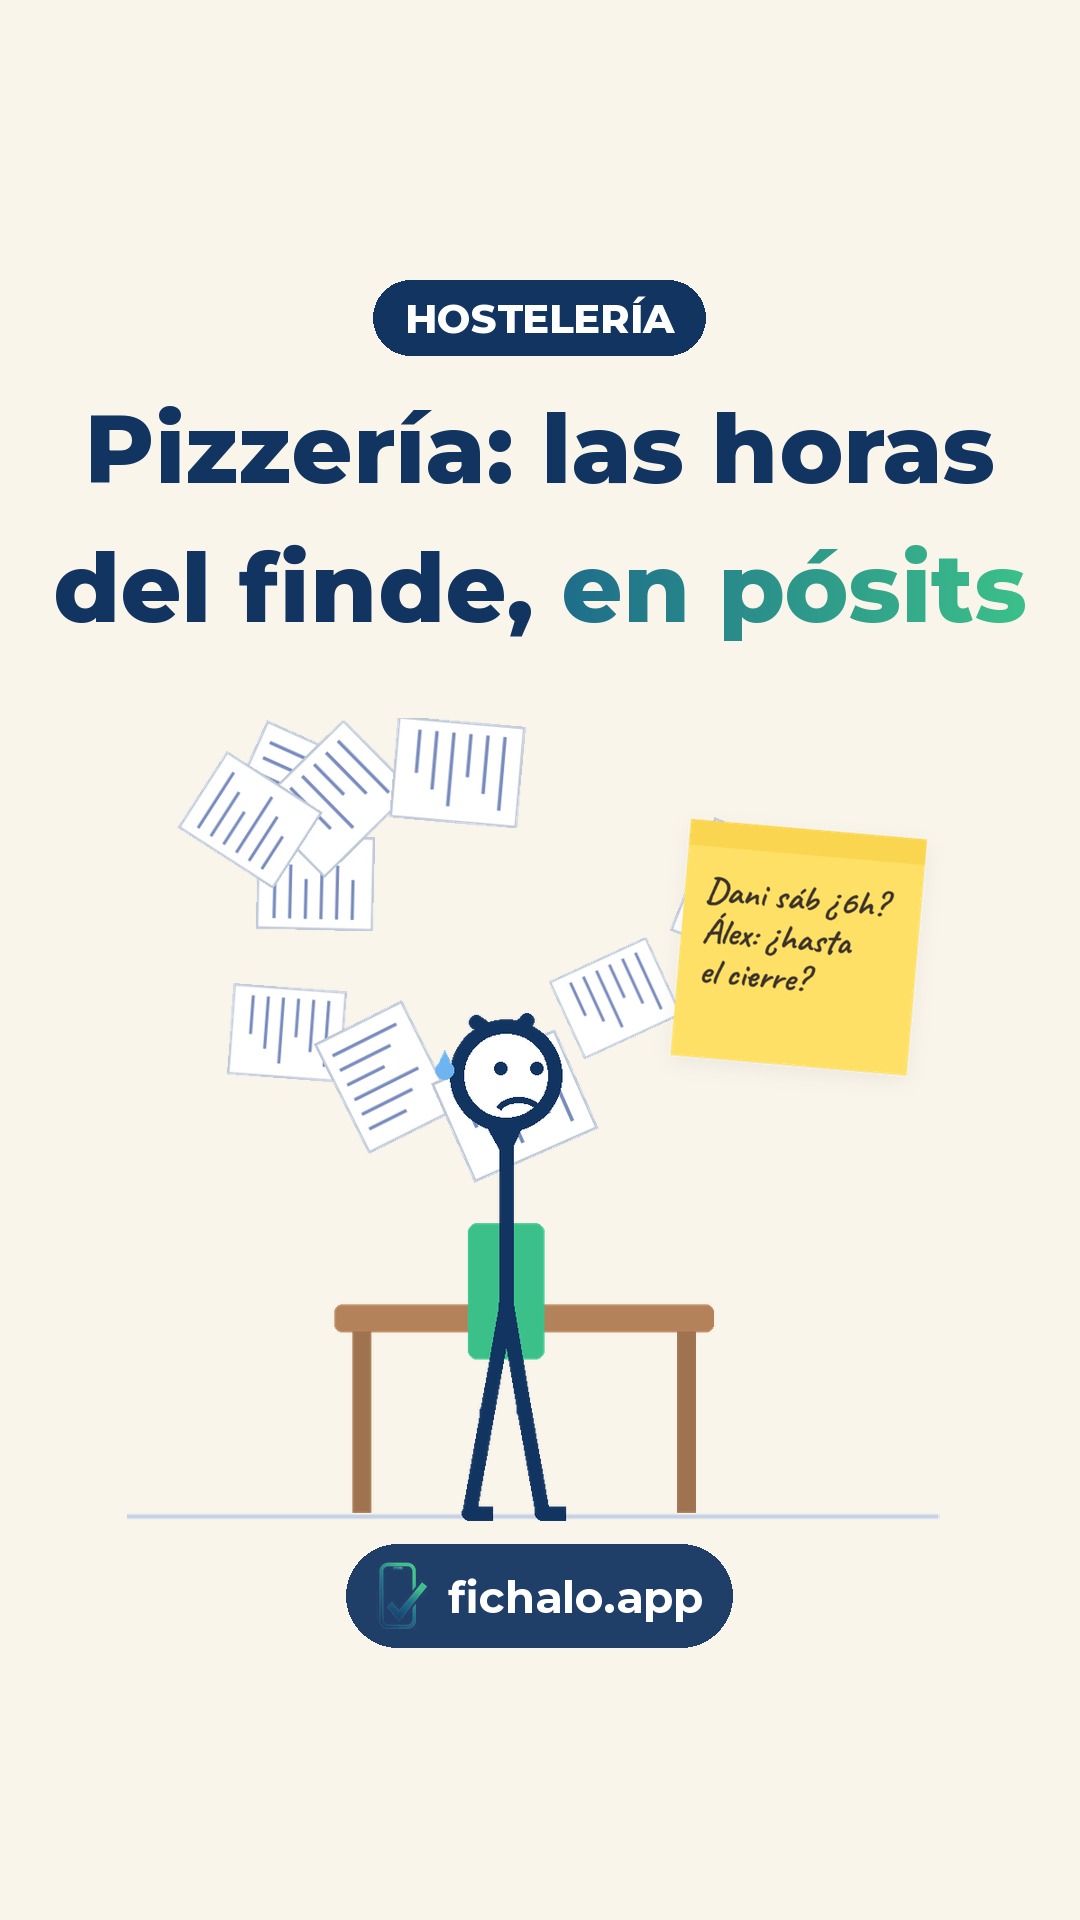 HOSTELERÍA
Pizzería: las horas
del finde, en pósits
Dani sáb ¿6h?
Álex: ¿hasta
el cierre?
fichalo.app